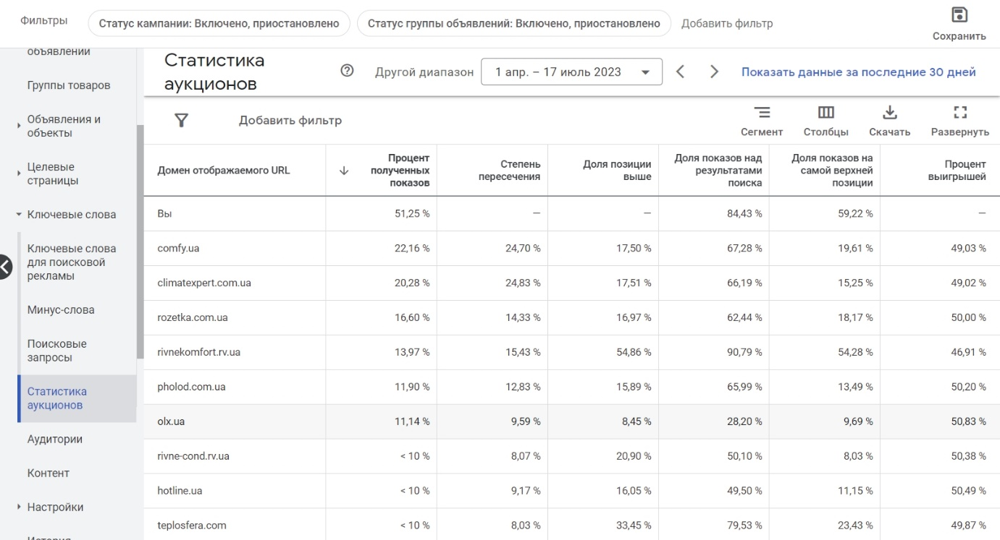 Фильтры
Статус кампании: Включено, приостановлено
Статус группы объявлений: Включено, приостановлено
Добавить фильтр
Сохранить
объявлений
Группы товаров
Объявления и
объекты
Целевые
страницы
Ключевые слова
Ключевые слова
для поисковой
рекламы
Минус-слова
Поисковые
запросы
Статистика
аукционов
Аудитории
Контент
Настройки
История
Статистика
аукционов
Другой диапазон
1 апр. – 17 июль 2023
Показать данные за последние 30 дней
Добавить фильтр
Сегмент
Столбцы
Скачать
Развернуть
Домен отображаемого URL
Процент
полученных
показов
Степень
пересечения
Доля позиции
выше
Доля показов над
результатами
поиска
Доля показов на
самой верхней
позиции
Процент
выигрышей
Вы 51,25 % — — 84,43 % 59,22 % —
comfy.ua 22,16 % 24,70 % 17,50 % 67,28 % 19,61 % 49,03 %
climatexpert.com.ua 20,28 % 24,83 % 17,51 % 66,19 % 15,25 % 49,02 %
rozetka.com.ua 16,60 % 14,33 % 16,97 % 62,44 % 18,17 % 50,00 %
rivnekomfort.rv.ua 13,97 % 15,43 % 54,86 % 90,79 % 54,28 % 46,91 %
pholod.com.ua 11,90 % 12,83 % 15,89 % 65,99 % 13,49 % 50,20 %
olx.ua 11,14 % 9,59 % 8,45 % 28,20 % 9,69 % 50,83 %
rivne-cond.rv.ua < 10 % 8,07 % 20,90 % 50,10 % 8,03 % 50,38 %
hotline.ua < 10 % 9,17 % 16,05 % 49,50 % 11,15 % 50,49 %
teplosfera.com < 10 % 8,03 % 33,45 % 79,53 % 23,43 % 49,87 %